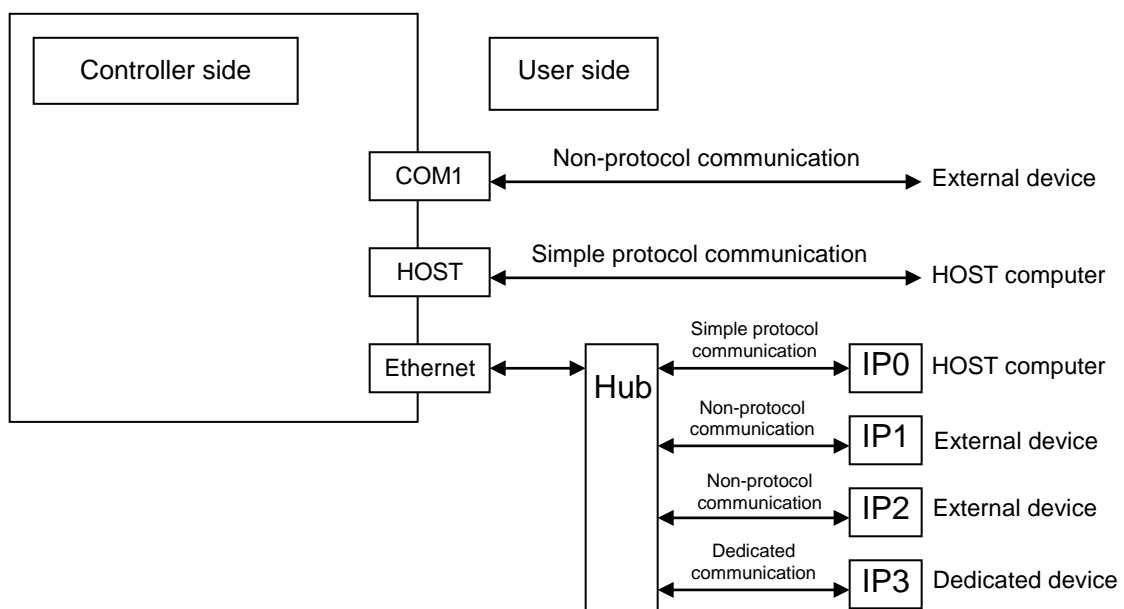 Controller side
User side
Non-protocol communication
COM1
External device
Simple protocol communication
HOST
HOST computer
Ethernet
Hub
Simple protocol
communication
IP0
HOST computer
Non-protocol
communication
IP1
External device
Non-protocol
communication
IP2
External device
Dedicated
communication
IP3
Dedicated device